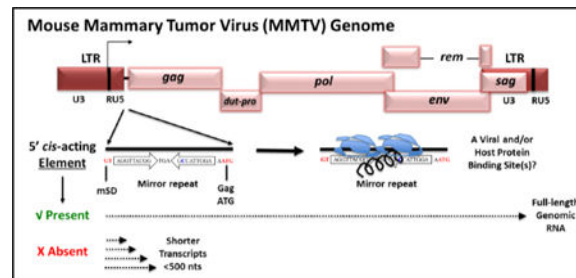 Mouse Mammary Tumor Virus (MMTV) Genome
LTR
gag
dut-pro
pol
rem
env
LTR
sag
U3 RU5
U3 RU5
5' cis-acting
Element
Mirror repeat
mSD
Gag
ATG
Mirror repeat
A Viral and/or
Host Protein
Binding Site(s)?
√ Present
Full-length
Genomic
RNA
X Absent
Shorter
Transcripts
<500 nts